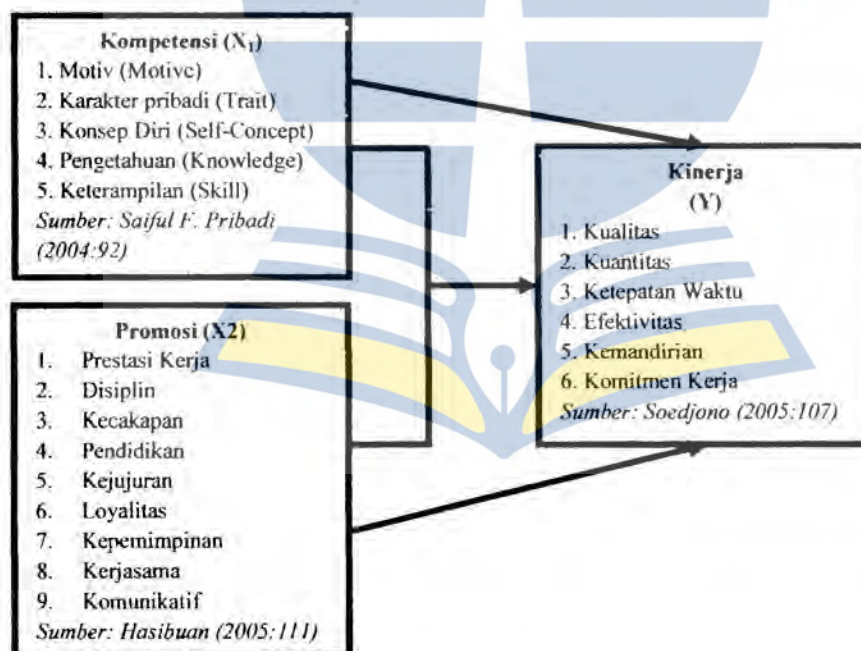 Kompetensi (X₁)
1. Motiv (Motive)
2. Karakter pribadi (Trait)
3. Konsep Diri (Self-Concept)
4. Pengetahuan (Knowledge)
5. Keterampilan (Skill)
Sumber: Saiful F. Pribadi
(2004:92)
Promosi (X2)
1. Prestasi Kerja
2. Disiplin
3. Kecakapan
4. Pendidikan
5. Kejujuran
6. Loyalitas
7. Kepemimpinan
8. Kerjasama
9. Komunikatif
Sumber: Hasibuan (2005:111)
Kinerja
(Y)
1. Kualitas
2. Kuantitas
3. Ketepatan Waktu
4. Efektivitas
5. Kemandirian
6. Komitmen Kerja
Sumber: Soedjono (2005:107)